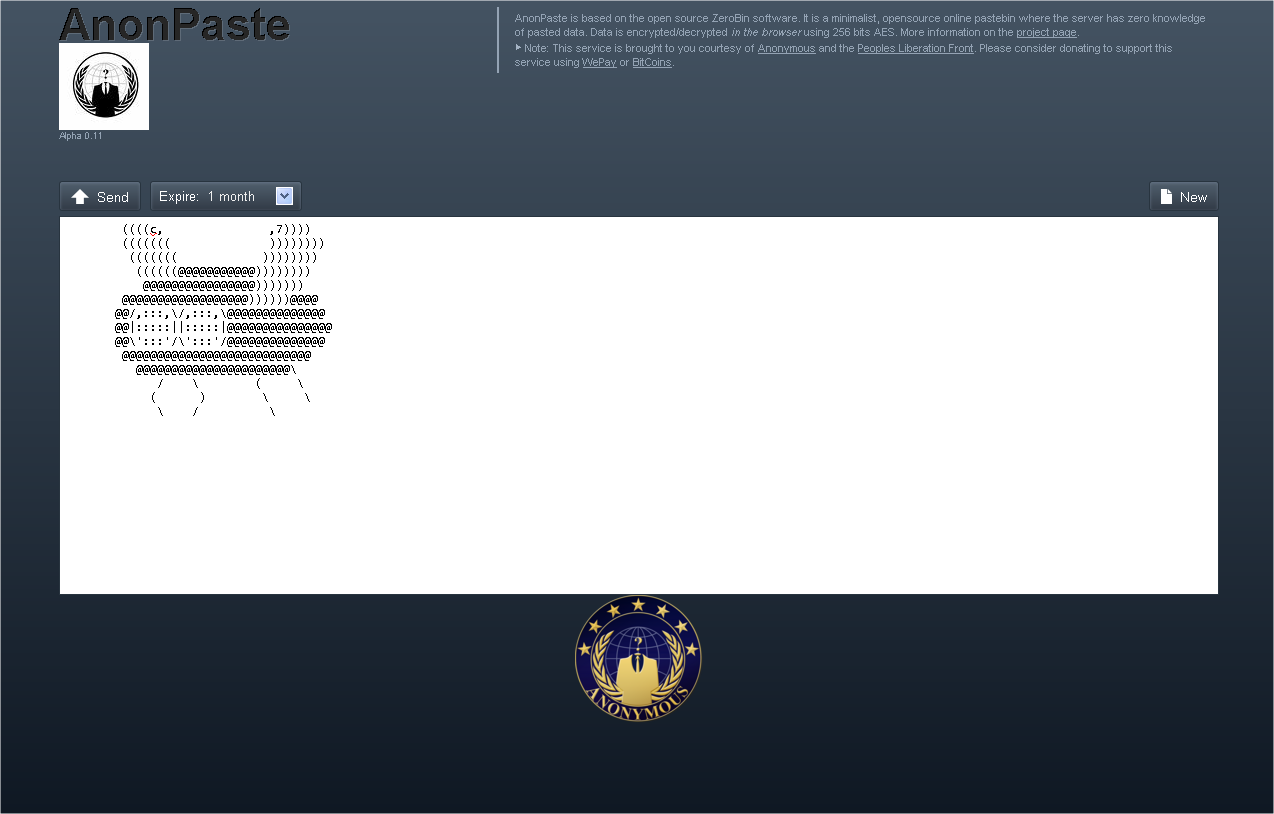 AnonPaste
AnonPaste is based on the open source ZeroBin software. It is a minimalist, opensource online pastebin where the server has zero knowledge
of pasted data. Data is encrypted/decrypted in the browser using 256 bits AES. More information on the project page.
Note: This service is brought to you courtesy of Anonymous and the Peoples Liberation Front. Please consider donating to support this
service using WePay or BitCoins.
Alpha 0.11
Send
Expire: 1 month
New
((((c,               ,7))))
(((((((              ))))))))
 (((((((            ))))))))
  ((((((@@@@@@@@@@@))))))))
   @@@@@@@@@@@@@@@@)))))))
@@@@@@@@@@@@@@@@@@))))))@@@@
@@/,:::,\/,:::,\@@@@@@@@@@@@@@
@@|:::::||:::::|@@@@@@@@@@@@@@@
@@\':::'/\':::'/@@@@@@@@@@@@@@
@@@@@@@@@@@@@@@@@@@@@@@@@@@
@@@@@@@@@@@@@@@@@@@@@@\
/    \        (     \
(      )        \     \
\    /          \
ANONYMOUS